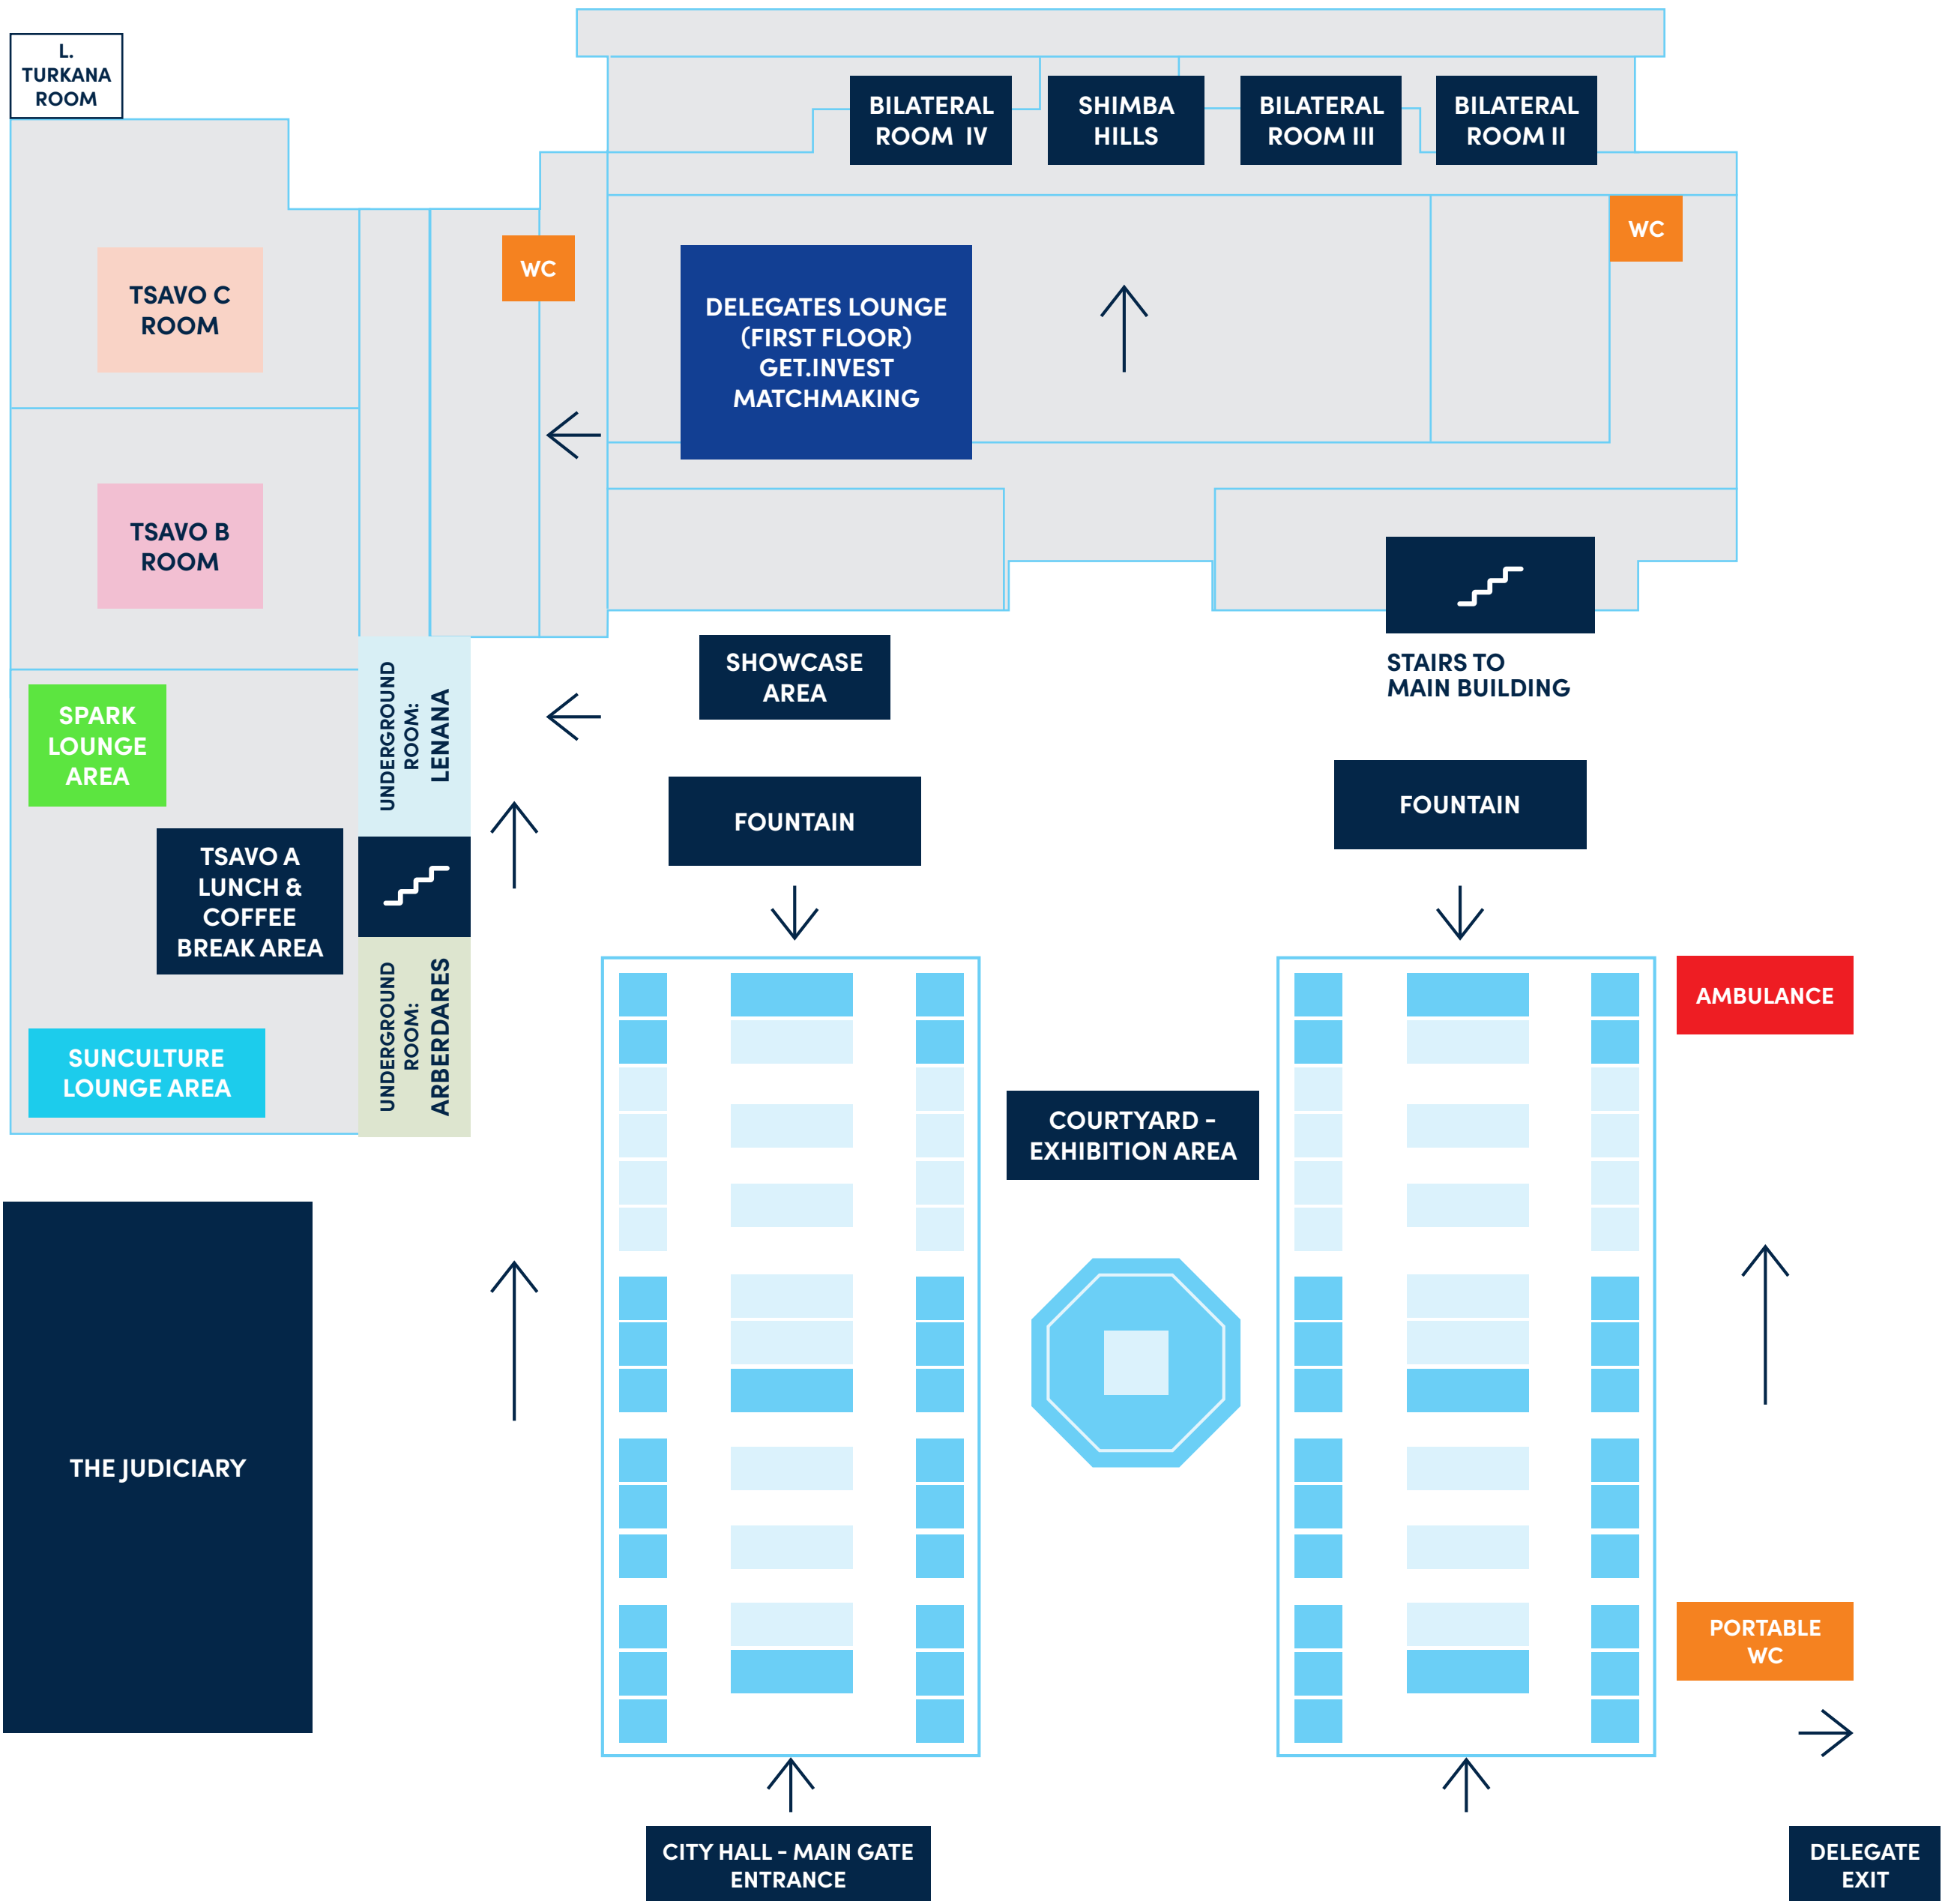 L.
TURKANA
ROOM
BILATERAL
ROOM IV
SHIMBA
HILLS
BILATERAL
ROOM III
BILATERAL
ROOM II
TSAVO C
ROOM
WC
WC
DELEGATES LOUNGE
(FIRST FLOOR)
GET.INVEST
MATCHMAKING
TSAVO B
ROOM
SHOWCASE
AREA
STAIRS TO
MAIN BUILDING
SPARK
LOUNGE
AREA
UNDERGROUND
ROOM:
LENANA
FOUNTAIN
FOUNTAIN
TSAVO A
LUNCH &
COFFEE
BREAK AREA
UNDERGROUND
ROOM:
ARBERDARES
AMBULANCE
SUNCULTURE
LOUNGE AREA
COURTYARD -
EXHIBITION AREA
THE JUDICIARY
PORTABLE
WC
CITY HALL - MAIN GATE
ENTRANCE
DELEGATE
EXIT